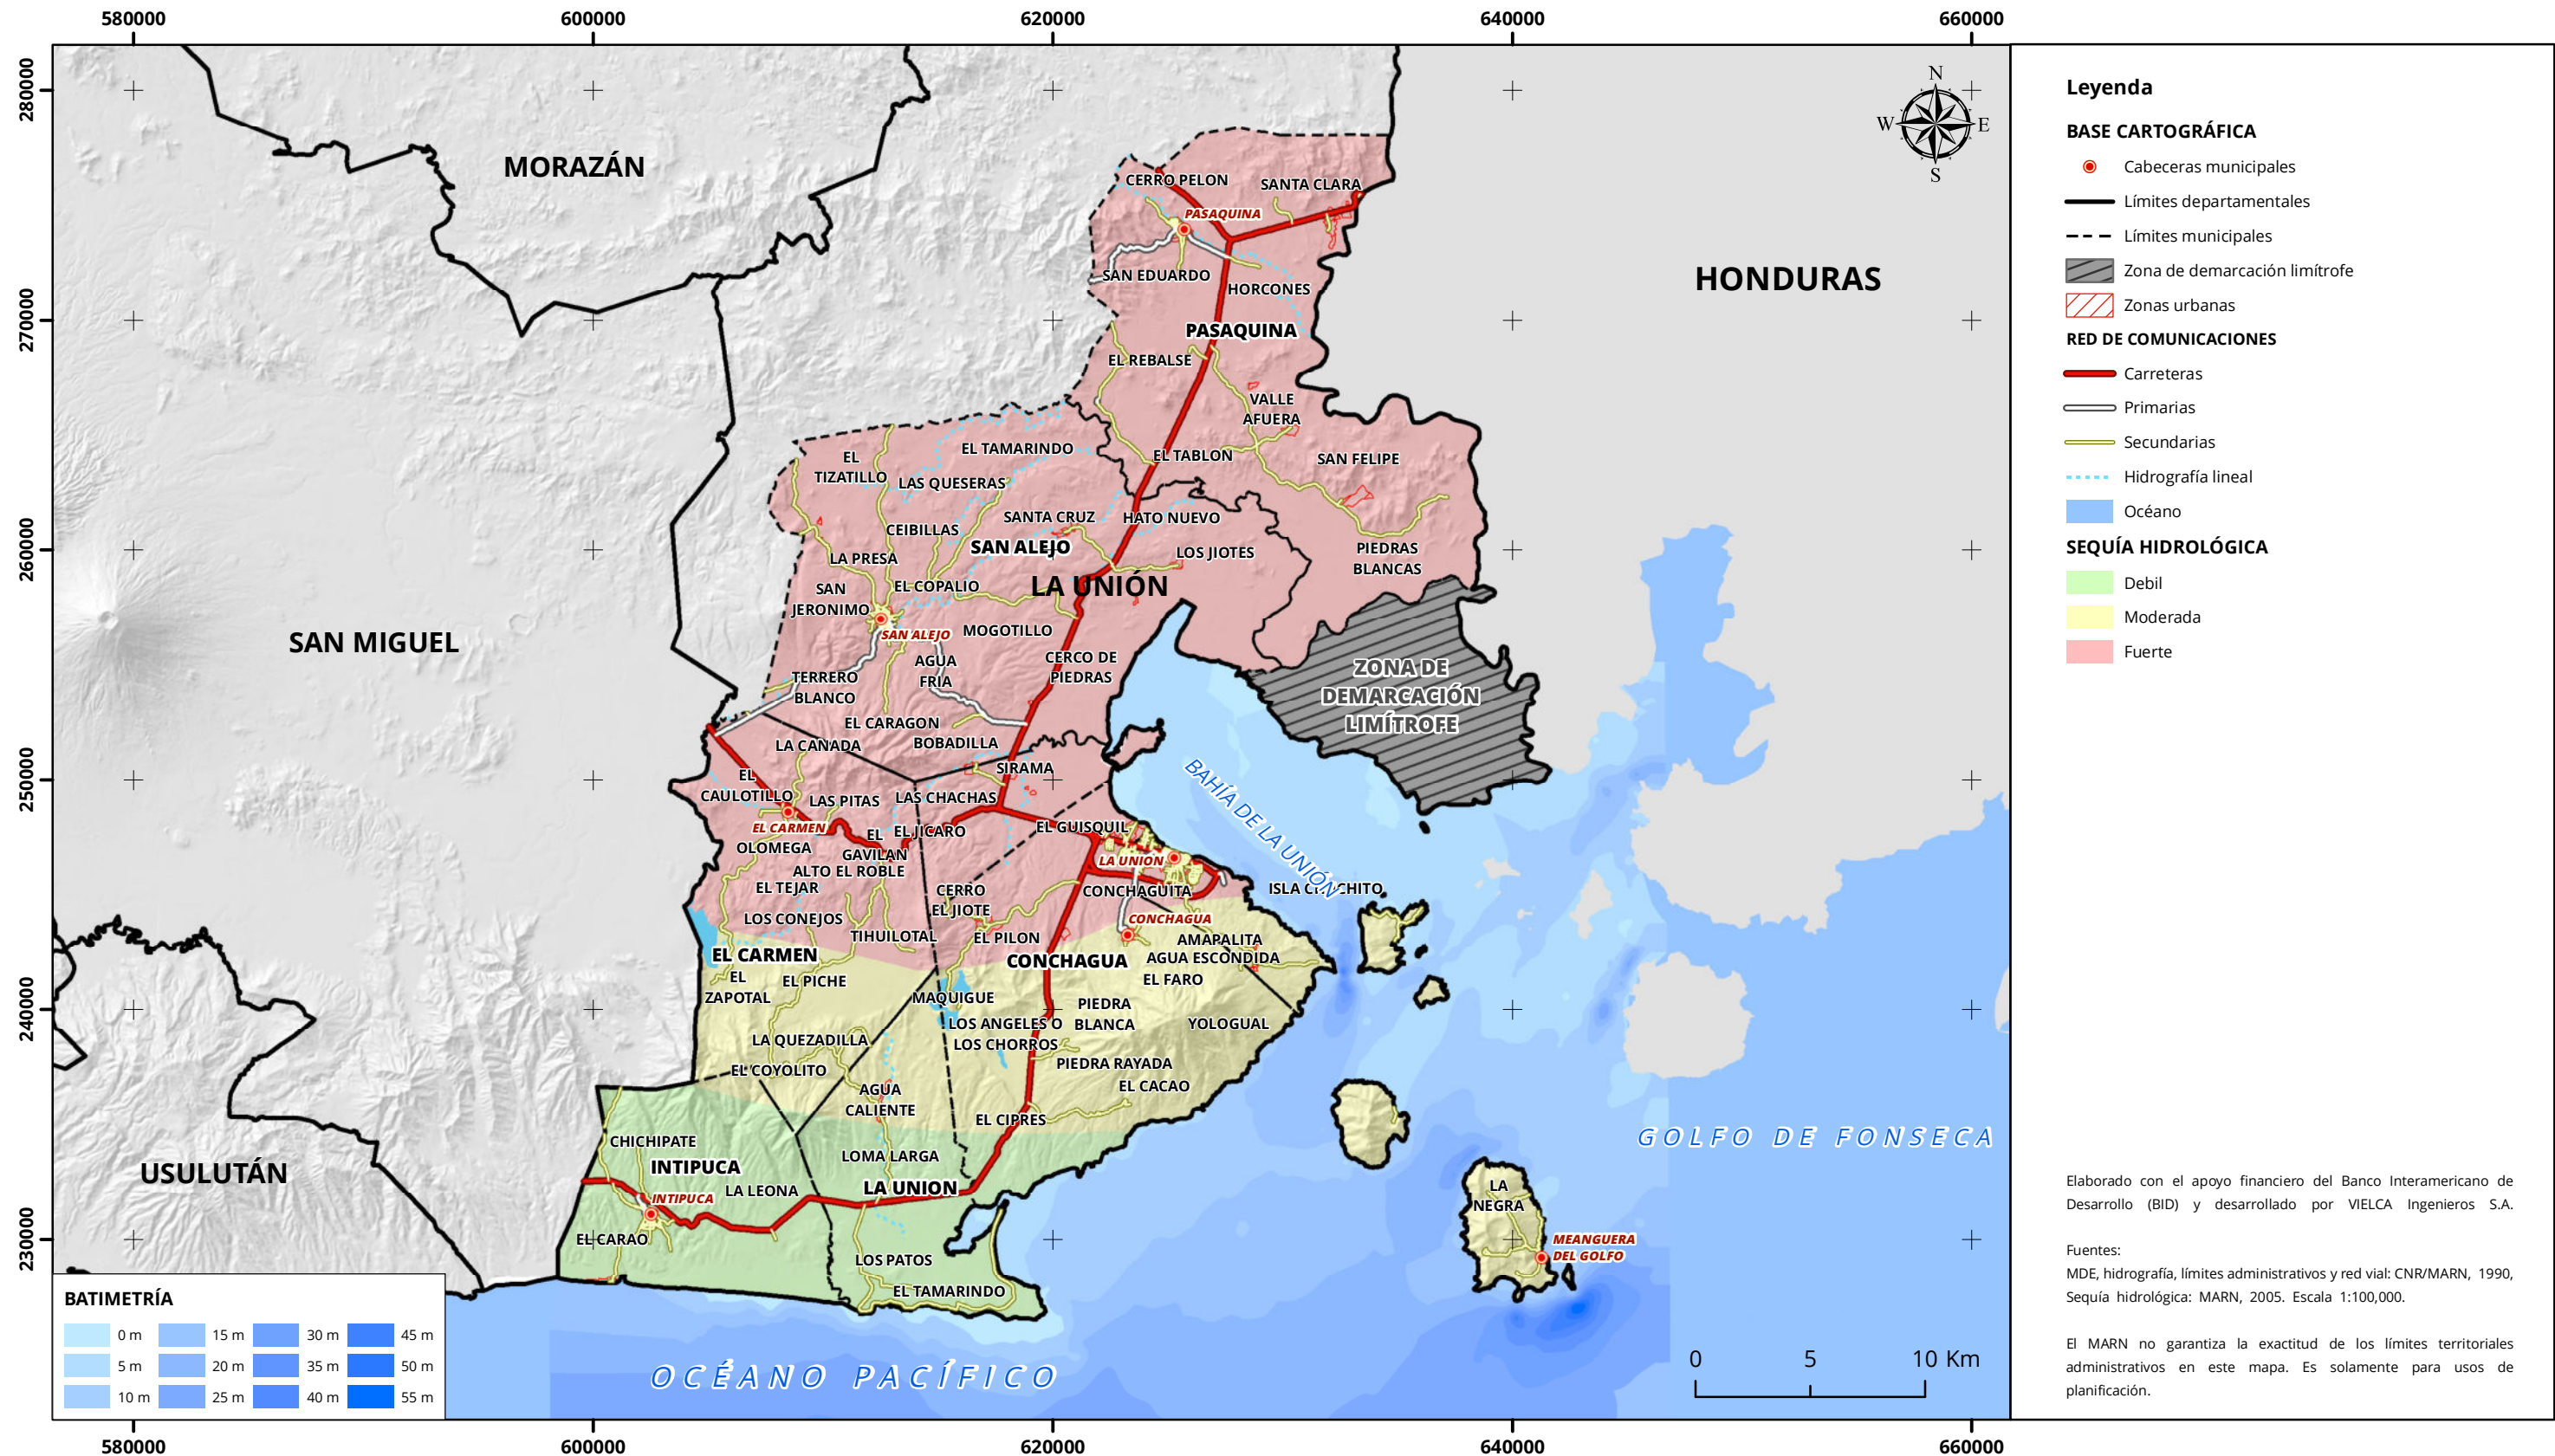 580000
600000
620000
640000
660000
280000
270000
260000
250000
240000
230000
MORAZÁN
HONDURAS
SAN MIGUEL
USULUTÁN
LA UNIÓN
N
W
E
S
CERRO PELON
SANTA CLARA
PASAQUINA
SAN EDUARDO
HORCONES
PASAQUINA
EL REBALSE
VALLE
AFUERA
EL TABLON
SAN FELIPE
EL TAMARINDO
EL
TIZATILLO
LAS QUESERAS
SANTA CRUZ
HATO NUEVO
CEIBILLAS
SAN ALEJO
LOS JIOTES
PIEDRAS
BLANCAS
LA PRESA
EL COPALIO
SAN
JERONIMO
SAN ALEJO
MOGOTILLO
AGUA
FRIA
CERCO DE
PIEDRAS
TERRERO
BLANCO
EL CARAGON
BOBADILLA
LA CAÑADA
SIRAMA
ZONA DE
DEMARCACIÓN
LIMÍTROFE
BAHÍA DE LA UNIÓN
EL
CAULOTILLO
LAS PITAS
LAS CHACHAS
EL CARMEN
EL
GAVILAN
EL JICARO
EL GUISQUIL
OLOMEGA
LA UNION
ALTO EL ROBLE
EL TEJAR
CERRO
EL JIOTE
CONCHAGUITA
ISLA CHUCHITO
LOS CONEJOS
CONCHAGUA
TIHUILOTAL
EL PILON
AMAPALITA
EL CARMEN
CONCHAGUA
AGUA ESCONDIDA
EL
ZAPOTAL
EL PICHE
EL FARO
MAQUIGUE
PIEDRA
BLANCA
LOS ANGELES O
LOS CHORROS
YOLOGUAL
LA QUEZADILLA
PIEDRA RAYADA
EL COYOLITO
AGUA
CALIENTE
EL CACAO
EL CIPRES
CHICHIPATE
INTIPUCA
LOMA LARGA
LA LEONA
LA UNION
INTIPUCA
EL CARAO
LOS PATOS
EL TAMARINDO
LA
NEGRA
MEANGUERA
DEL GOLFO
GOLFO DE FONSECA
OCÉANO PACÍFICO
0 5 10 Km
BATIMETRÍA
0 m 15 m 30 m 45 m
5 m 20 m 35 m 50 m
10 m 25 m 40 m 55 m
580000
600000
620000
640000
660000
Leyenda
BASE CARTOGRÁFICA
Cabeceras municipales
Límites departamentales
Límites municipales
Zona de demarcación limítrofe
Zonas urbanas
RED DE COMUNICACIONES
Carreteras
Primarias
Secundarias
Hidrografía lineal
Océano
SEQUÍA HIDROLÓGICA
Debil
Moderada
Fuerte
Elaborado con el apoyo financiero del Banco Interamericano de
Desarrollo (BID) y desarrollado por VIELCA Ingenieros S.A.
Fuentes:
MDE, hidrografía, límites administrativos y red vial: CNR/MARN, 1990,
Sequía hidrológica: MARN, 2005. Escala 1:100,000.
El MARN no garantiza la exactitud de los límites territoriales
administrativos en este mapa. Es solamente para usos de
planificación.